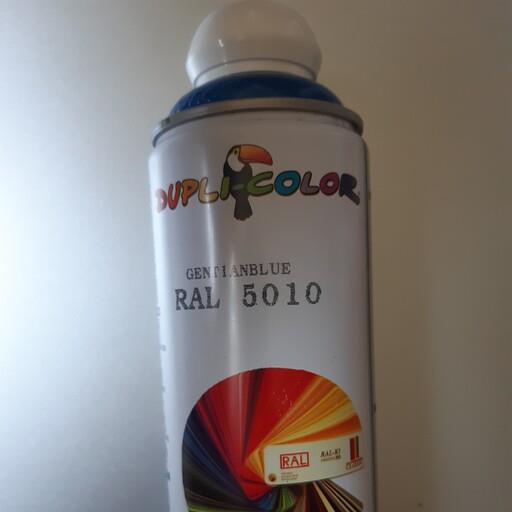 DUPLI-COLOR
GENTIANBLUE
RAL 5010
RAL
RAL-K1